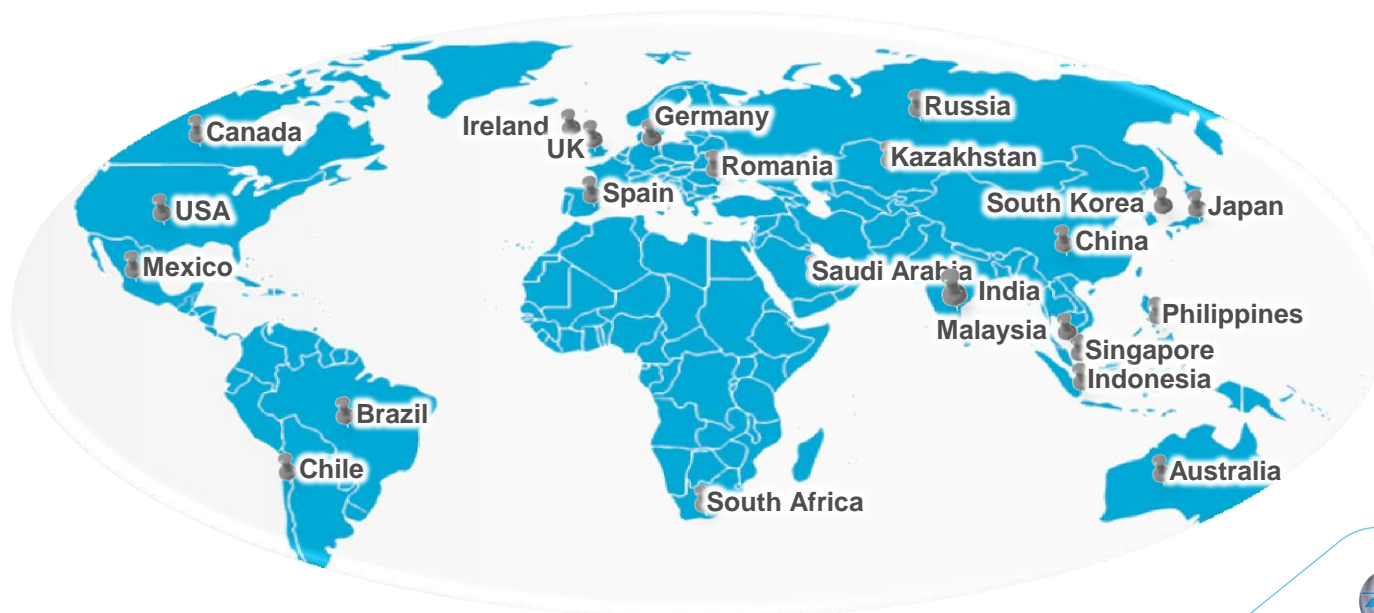 Russia
Germany
Ireland
Canada
UK
Kazakhstan
Romania
Spain
South Korea
Japan
USA
China
Mexico
Saudi Arabia
India
Philippines
Malaysia
Singapore
Indonesia
Brazil
Chile
Australia
South Africa